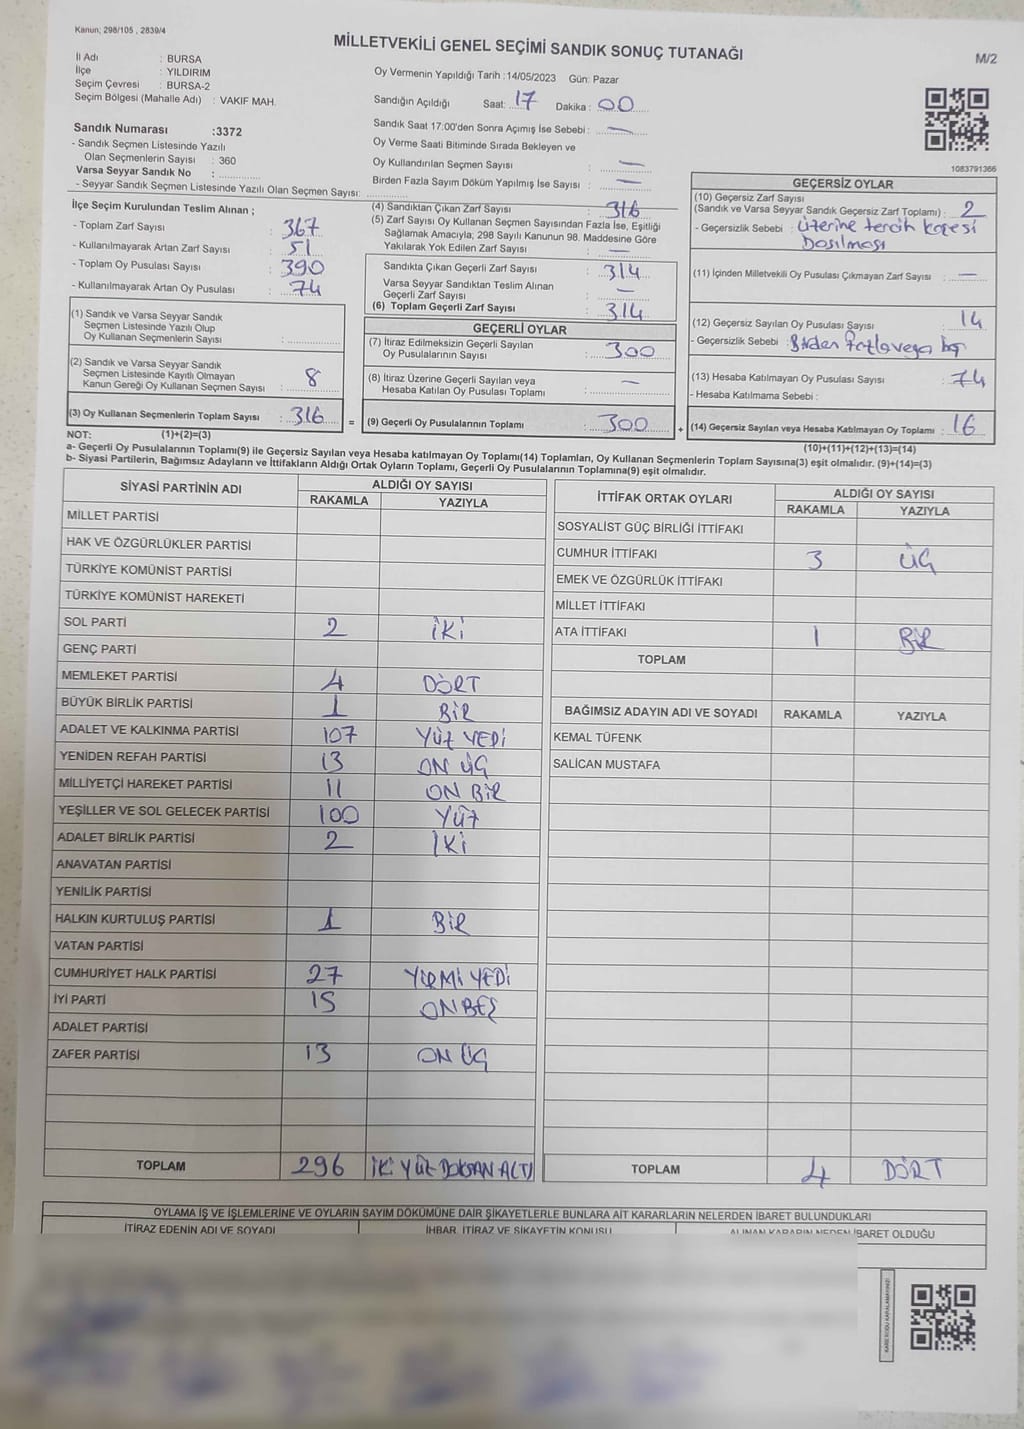 Kanun; 298/105 , 2839/4
MİLLETVEKİLİ GENEL SEÇİMİ SANDIK SONUÇ TUTANAĞI
M/2
İl Adı : BURSA
İlçe : YILDIRIM
Seçim Çevresi : BURSA-2
Seçim Bölgesi (Mahalle Adı) : VAKIF MAH.
Sandık Numarası :3372
- Sandık Seçmen Listesinde Yazılı
Olan Seçmenlerin Sayısı : 360
Varsa Seyyar Sandık No :
- Seyyar Sandık Seçmen Listesinde Yazılı Olan Seçmen Sayısı:
Oy Vermenin Yapıldığı Tarih :14/05/2023 Gün: Pazar
Sandığın Açıldığı Saat: 17 Dakika : 00
Sandık Saat 17:00'den Sonra Açımış İse Sebebi : —
Oy Verme Saati Bitiminde Sırada Bekleyen ve
Oy Kullandırılan Seçmen Sayısı : —
Birden Fazla Sayım Döküm Yapılmış İse Sayısı : —
1083791366
İlçe Seçim Kurulundan Teslim Alınan ;
- Toplam Zarf Sayısı : 367
- Kullanılmayarak Artan Zarf Sayısı : 51
- Toplam Oy Pusulası Sayısı : 390
- Kullanılmayarak Artan Oy Pusulası : 74
(1) Sandık ve Varsa Seyyar Sandık
Seçmen Listesinde Yazılı Olup
Oy Kullanan Seçmenlerin Sayısı :
(2) Sandık ve Varsa Seyyar Sandık
Seçmen Listesinde Kayıtlı Olmayan
Kanun Gereği Oy Kullanan Seçmen Sayısı : 8
(3) Oy Kullanan Seçmenlerin Toplam Sayısı : 316 =
(4) Sandıktan Çıkan Zarf Sayısı : 316
(5) Zarf Sayısı Oy Kullanan Seçmen Sayısından Fazla İse, Eşitliği
Sağlamak Amacıyla; 298 Sayılı Kanunun 98. Maddesine Göre
Yakılarak Yok Edilen Zarf Sayısı : —
Sandıkta Çıkan Geçerli Zarf Sayısı : 314
Varsa Seyyar Sandıktan Teslim Alınan
Geçerli Zarf Sayısı : —
(6) Toplam Geçerli Zarf Sayısı : 314
GEÇERLİ OYLAR
(7) İtiraz Edilmeksizin Geçerli Sayılan
Oy Pusulalarının Sayısı : 300
(8) İtiraz Üzerine Geçerli Sayılan veya
Hesaba Katılan Oy Pusulası Toplamı : —
(9) Geçerli Oy Pusulalarının Toplamı : 300 +
GEÇERSİZ OYLAR
(10) Geçersiz Zarf Sayısı
(Sandık ve Varsa Seyyar Sandık Geçersiz Zarf Toplamı) : 2
- Geçersizlik Sebebi : üzerine tercih kaşesi
basılması
(11) İçinden Milletvekili Oy Pusulası Çıkmayan Zarf Sayısı : —
(12) Geçersiz Sayılan Oy Pusulası Sayısı : 14
- Geçersizlik Sebebi : Birden fazla veya boş
(13) Hesaba Katılmayan Oy Pusulası Sayısı : 74
- Hesaba Katılmama Sebebi :
(14) Geçersiz Sayılan veya Hesaba Katılmayan Oy Toplamı : 16
NOT: (1)+(2)=(3)
(10)+(11)+(12)+(13)=(14)
a- Geçerli Oy Pusulalarının Toplamı(9) ile Geçersiz Sayılan veya Hesaba katılmayan Oy Toplamı(14) Toplamları, Oy Kullanan Seçmenlerin Toplam Sayısına(3) eşit olmalıdır. (9)+(14)=(3)
b- Siyasi Partilerin, Bağımsız Adayların ve İttifakların Aldığı Ortak Oyların Toplamı, Geçerli Oy Pusulalarının Toplamına(9) eşit olmalıdır.
SİYASİ PARTİNİN ADI
ALDIĞI OY SAYISI
RAKAMLA YAZIYLA
MİLLET PARTİSİ
HAK VE ÖZGÜRLÜKLER PARTİSİ
TÜRKİYE KOMÜNİST PARTİSİ
TÜRKİYE KOMÜNİST HAREKETİ
SOL PARTİ 2 İKİ
GENÇ PARTİ
MEMLEKET PARTİSİ 4 DÖRT
BÜYÜK BİRLİK PARTİSİ 1 BİR
ADALET VE KALKINMA PARTİSİ 107 YÜZ YEDİ
YENİDEN REFAH PARTİSİ 13 ON ÜÇ
MİLLİYETÇİ HAREKET PARTİSİ 11 ON BİR
YEŞİLLER VE SOL GELECEK PARTİSİ 100 YÜZ
ADALET BİRLİK PARTİSİ 2 İKİ
ANAVATAN PARTİSİ
YENİLİK PARTİSİ
HALKIN KURTULUŞ PARTİSİ 1 BİR
VATAN PARTİSİ
CUMHURİYET HALK PARTİSİ 27 YİRMİ YEDİ
İYİ PARTİ 15 ON BEŞ
ADALET PARTİSİ
ZAFER PARTİSİ 13 ON ÜÇ
TOPLAM 296 İKİ YÜZ DOKSAN ALTI
İTTİFAK ORTAK OYLARI
ALDIĞI OY SAYISI
RAKAMLA YAZIYLA
SOSYALİST GÜÇ BİRLİĞİ İTTİFAKI
CUMHUR İTTİFAKI 3 ÜÇ
EMEK VE ÖZGÜRLÜK İTTİFAKI
MİLLET İTTİFAKI
ATA İTTİFAKI 1 BİR
TOPLAM
BAĞIMSIZ ADAYIN ADI VE SOYADI RAKAMLA YAZIYLA
KEMAL TÜFENK
SALİCAN MUSTAFA
TOPLAM 4 DÖRT
OYLAMA İŞ VE İŞLEMLERİNE VE OYLARIN SAYIM DÖKÜMÜNE DAİR ŞİKAYETLERLE BUNLARA AİT KARARLARIN NELERDEN İBARET BULUNDUKLARI
İTİRAZ EDENİN ADI VE SOYADI İHBAR, İTİRAZ VE ŞİKAYETİN KONUSU ALINAN KARARIN NEDEN İBARET OLDUĞU
KARE KODU KARALAMAYINIZ!